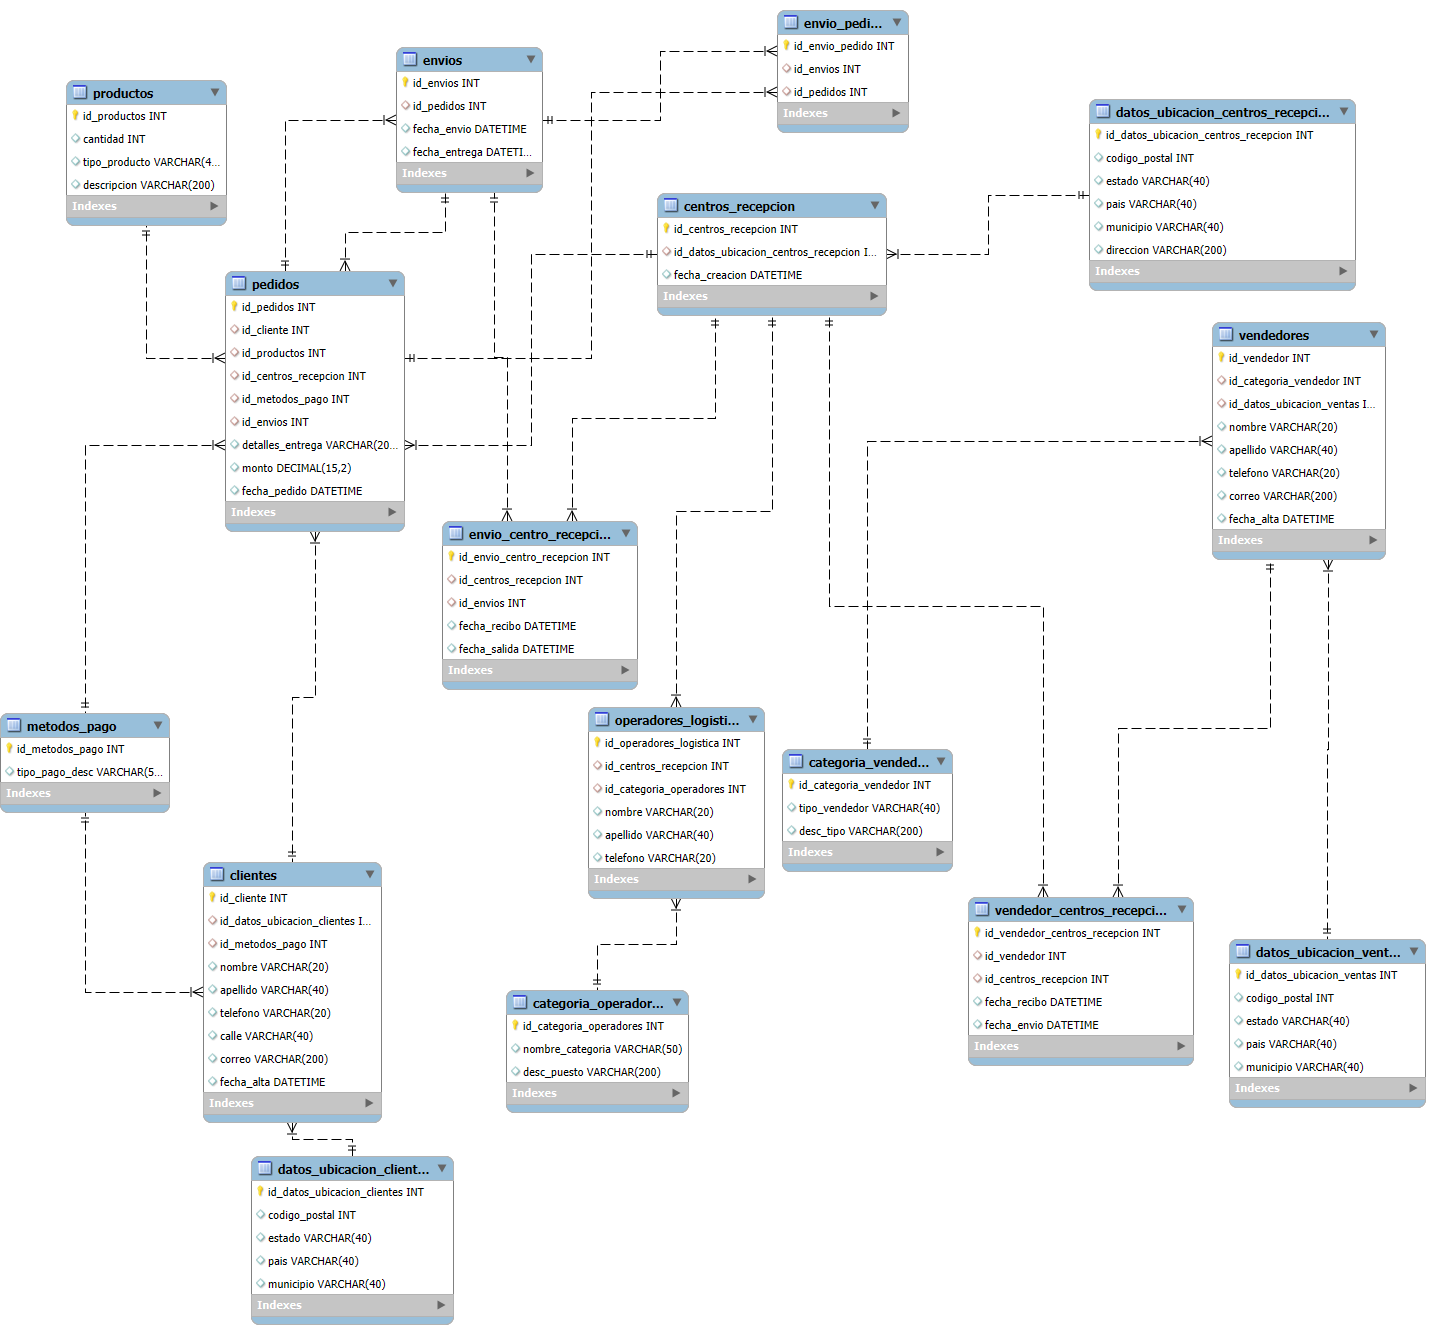 envio_pedi...
id_envio_pedido INT
id_envios INT
id_pedidos INT
Indexes
envios
id_envios INT
id_pedidos INT
fecha_envio DATETIME
fecha_entrega DATETI...
Indexes
productos
id_productos INT
cantidad INT
tipo_producto VARCHAR(4...
descripcion VARCHAR(200)
Indexes
datos_ubicacion_centros_recepci...
id_datos_ubicacion_centros_recepcion INT
codigo_postal INT
estado VARCHAR(40)
pais VARCHAR(40)
municipio VARCHAR(40)
direccion VARCHAR(200)
Indexes
centros_recepcion
id_centros_recepcion INT
id_datos_ubicacion_centros_recepcion I...
fecha_creacion DATETIME
Indexes
pedidos
id_pedidos INT
id_cliente INT
id_productos INT
id_centros_recepcion INT
id_metodos_pago INT
id_envios INT
detalles_entrega VARCHAR(20...
monto DECIMAL(15,2)
fecha_pedido DATETIME
Indexes
vendedores
id_vendedor INT
id_categoria_vendedor INT
id_datos_ubicacion_ventas I...
nombre VARCHAR(20)
apellido VARCHAR(40)
telefono VARCHAR(20)
correo VARCHAR(200)
fecha_alta DATETIME
Indexes
envio_centro_recepci...
id_envio_centro_recepcion INT
id_centros_recepcion INT
id_envios INT
fecha_recibo DATETIME
fecha_salida DATETIME
Indexes
metodos_pago
id_metodos_pago INT
tipo_pago_desc VARCHAR(5...
Indexes
operadores_logisti...
id_operadores_logistica INT
id_centros_recepcion INT
id_categoria_operadores INT
nombre VARCHAR(20)
apellido VARCHAR(40)
telefono VARCHAR(20)
Indexes
categoria_vended...
id_categoria_vendedor INT
tipo_vendedor VARCHAR(40)
desc_tipo VARCHAR(200)
Indexes
clientes
id_cliente INT
id_datos_ubicacion_clientes I...
id_metodos_pago INT
nombre VARCHAR(20)
apellido VARCHAR(40)
telefono VARCHAR(20)
calle VARCHAR(40)
correo VARCHAR(200)
fecha_alta DATETIME
Indexes
vendedor_centros_recepci...
id_vendedor_centros_recepcion INT
id_vendedor INT
id_centros_recepcion INT
fecha_recibo DATETIME
fecha_envio DATETIME
Indexes
datos_ubicacion_vent...
id_datos_ubicacion_ventas INT
codigo_postal INT
estado VARCHAR(40)
pais VARCHAR(40)
municipio VARCHAR(40)
Indexes
categoria_operador...
id_categoria_operadores INT
nombre_categoria VARCHAR(50)
desc_puesto VARCHAR(200)
Indexes
datos_ubicacion_client...
id_datos_ubicacion_clientes INT
codigo_postal INT
estado VARCHAR(40)
pais VARCHAR(40)
municipio VARCHAR(40)
Indexes